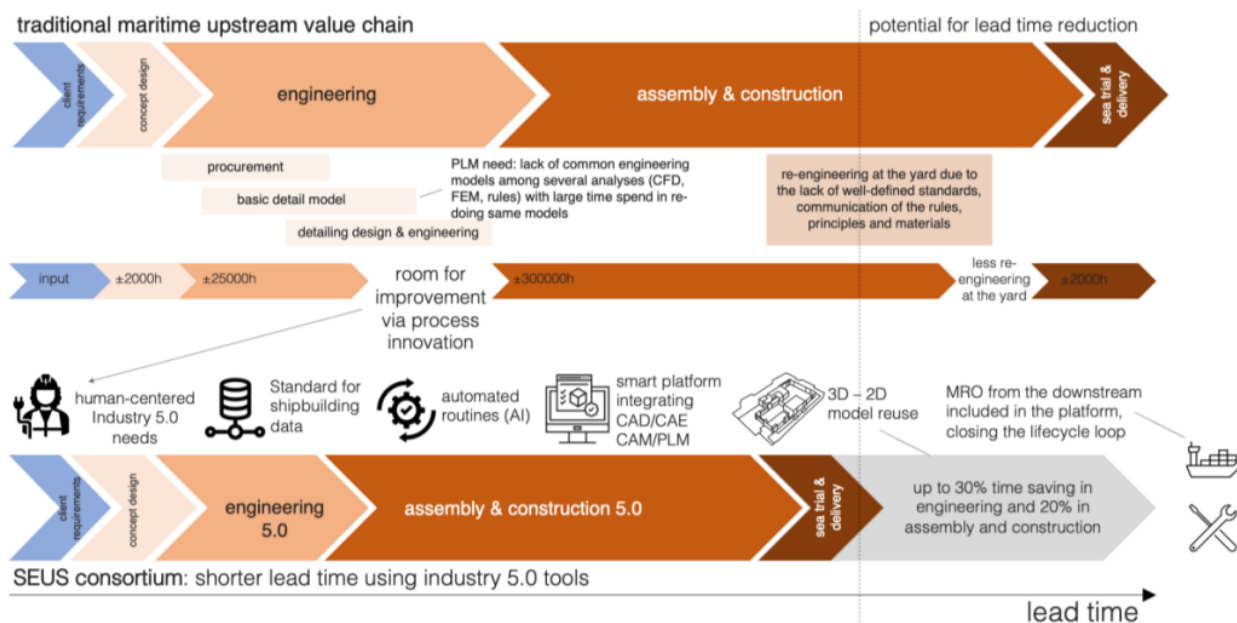 traditional maritime upstream value chain
potential for lead time reduction
client
requirements
concept design
engineering
assembly & construction
sea trial &
delivery
procurement
basic detail model
detailing design & engineering
PLM need: lack of common engineering
models among several analyses (CFD,
FEM, rules) with large time spend in re-
doing same models
re-engineering at the yard due to
the lack of well-defined standards,
communication of the rules,
principles and materials
input
±2000h
±25000h
room for
improvement
via process
innovation
±300000h
less re-
engineering
at the yard
±2000h
human-centered
Industry 5.0
needs
Standard for
shipbuilding
data
automated
routines (AI)
smart platform
integrating
CAD/CAE
CAM/PLM
3D – 2D
model reuse
MRO from the downstream
included in the platform,
closing the lifecycle loop
client
requirements
concept design
engineering
5.0
assembly & construction 5.0
sea trial &
delivery
up to 30% time saving in
engineering and 20% in
assembly and construction
SEUS consortium: shorter lead time using industry 5.0 tools
lead time